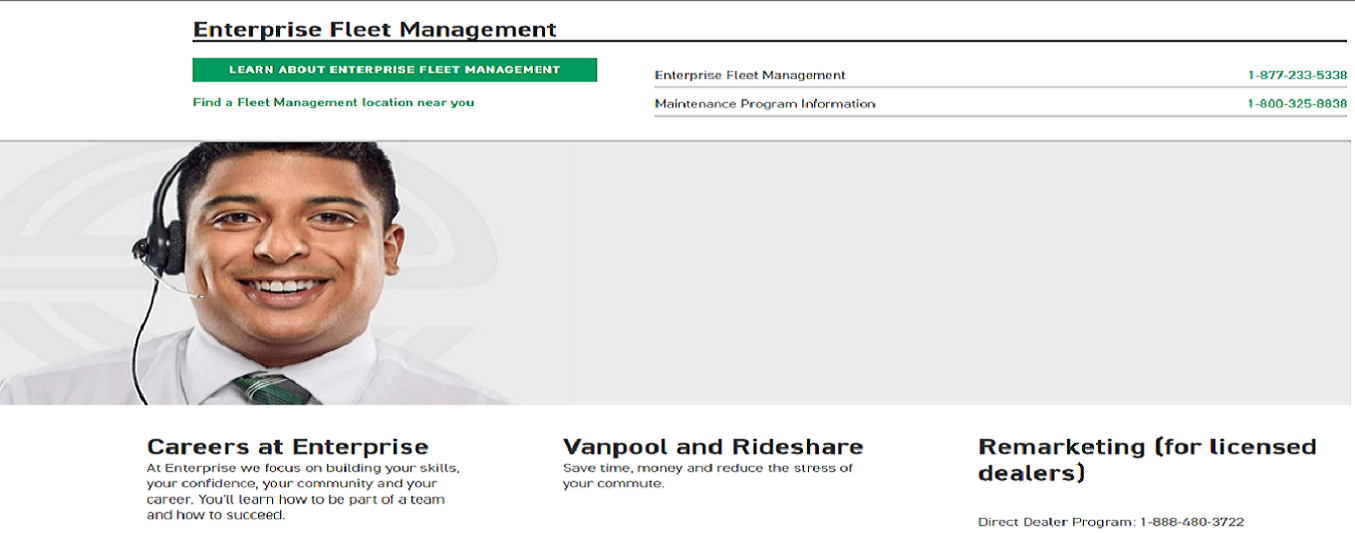 Enterprise Fleet Management
LEARN ABOUT ENTERPRISE FLEET MANAGEMENT
Find a Fleet Management location near you
Enterprise Fleet Management 1-877-233-5338
Maintenance Program Information 1-800-325-8838
Careers at Enterprise
At Enterprise we focus on building your skills,
your confidence, your community and your
career. You'll learn how to be part of a team
and how to succeed.
Vanpool and Rideshare
Save time, money and reduce the stress of
your commute.
Remarketing (for licensed
dealers)
Direct Dealer Program: 1-888-480-3722